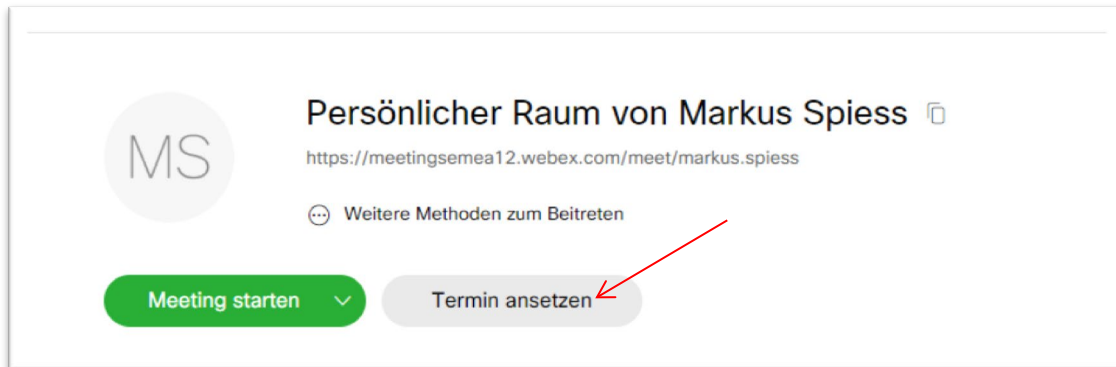 MS
Persönlicher Raum von Markus Spiess
https://meetingsemea12.webex.com/meet/markus.spiess
Weitere Methoden zum Beitreten
Meeting starten
Termin ansetzen